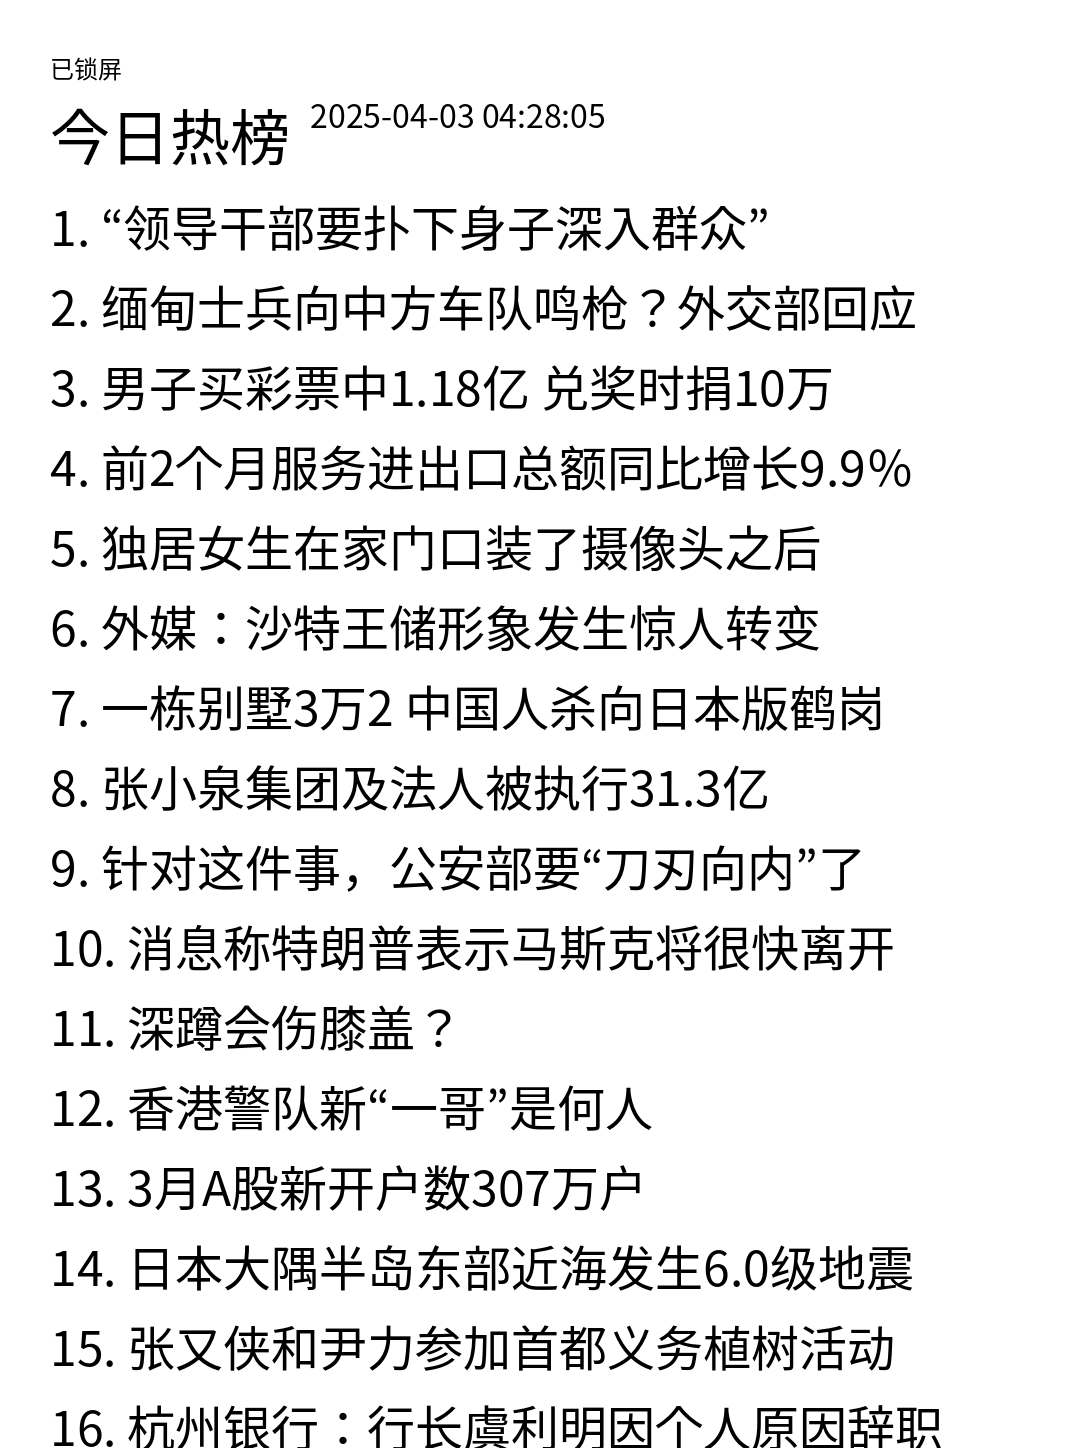 已锁屏
今日热榜 2025-04-03 04:28:05
1. “领导干部要扑下身子深入群众”
2. 缅甸士兵向中方车队鸣枪？外交部回应
3. 男子买彩票中1.18亿 兑奖时捐10万
4. 前2个月服务进出口总额同比增长9.9%
5. 独居女生在家门口装了摄像头之后
6. 外媒：沙特王储形象发生惊人转变
7. 一栋别墅3万2 中国人杀向日本版鹤岗
8. 张小泉集团及法人被执行31.3亿
9. 针对这件事，公安部要“刀刃向内”了
10. 消息称特朗普表示马斯克将很快离开
11. 深蹲会伤膝盖？
12. 香港警队新“一哥”是何人
13. 3月A股新开户数307万户
14. 日本大隅半岛东部近海发生6.0级地震
15. 张又侠和尹力参加首都义务植树活动
16. 杭州银行：行长虞利明因个人原因辞职